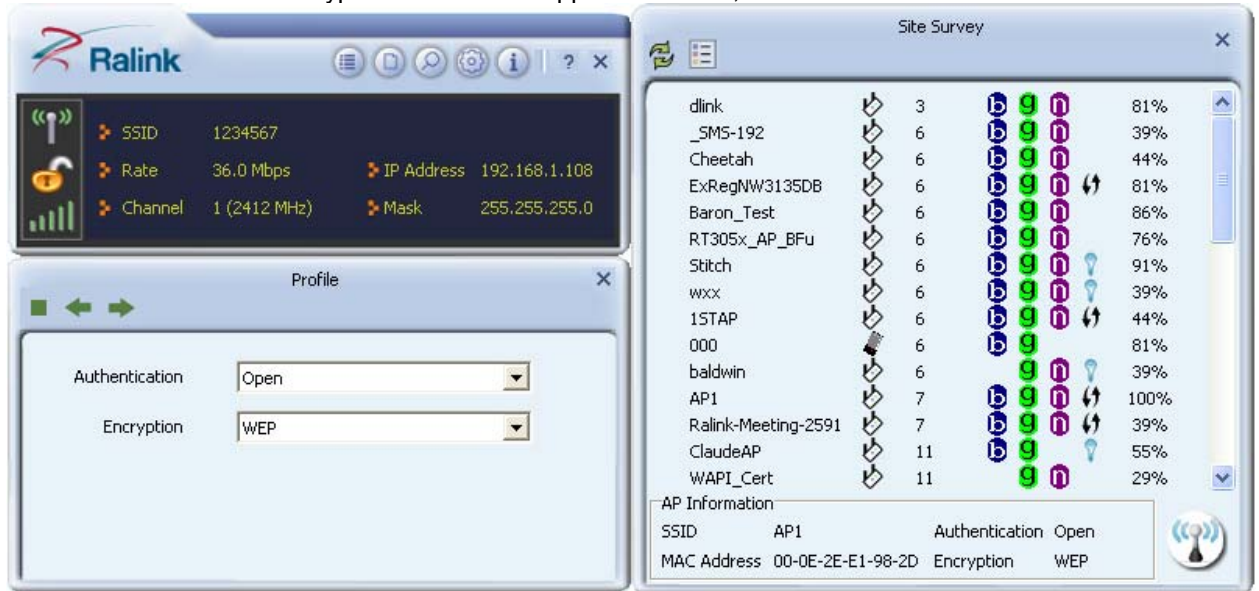 Ralink
? ×
SSID 1234567
Rate 36.0 Mbps IP Address 192.168.1.108
Channel 1 (2412 MHz) Mask 255.255.255.0
Profile ×
Authentication Open
Encryption WEP
Site Survey ×
dlink 3 b g n 81%
_SMS-192 6 b g n 39%
Cheetah 6 b g n 44%
ExRegNW3135DB 6 b g n 81%
Baron_Test 6 b g n 86%
RT305x_AP_BFu 6 b g n 76%
Stitch 6 b g n 91%
wxx 6 b g n 39%
1STAP 6 b g n 44%
000 6 b g 81%
baldwin 6 g n 39%
AP1 7 b g n 100%
Ralink-Meeting-2591 7 b g n 39%
ClaudeAP 11 b g 55%
WAPI_Cert 11 g n 29%
AP Information
SSID AP1 Authentication Open
MAC Address 00-0E-2E-E1-98-2D Encryption WEP